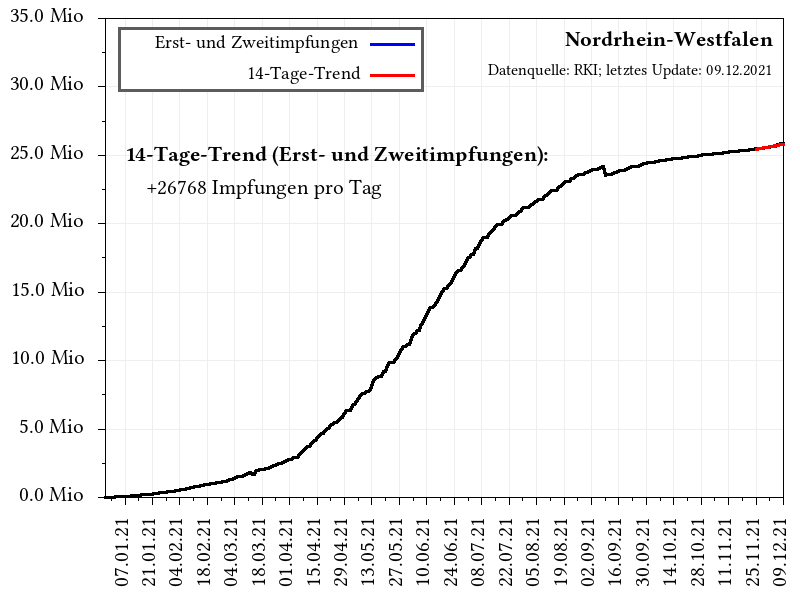 35.0 Mio
30.0 Mio
25.0 Mio
20.0 Mio
15.0 Mio
10.0 Mio
5.0 Mio
0.0 Mio
Erst- und Zweitimpfungen
14-Tage-Trend
Nordrhein-Westfalen
Datenquelle: RKI; letztes Update: 09.12.2021
14-Tage-Trend (Erst- und Zweitimpfungen):
+26768 Impfungen pro Tag
07.01.21
21.01.21
04.02.21
18.02.21
04.03.21
18.03.21
01.04.21
15.04.21
29.04.21
13.05.21
27.05.21
10.06.21
24.06.21
08.07.21
22.07.21
05.08.21
19.08.21
02.09.21
16.09.21
30.09.21
14.10.21
28.10.21
11.11.21
25.11.21
09.12.21